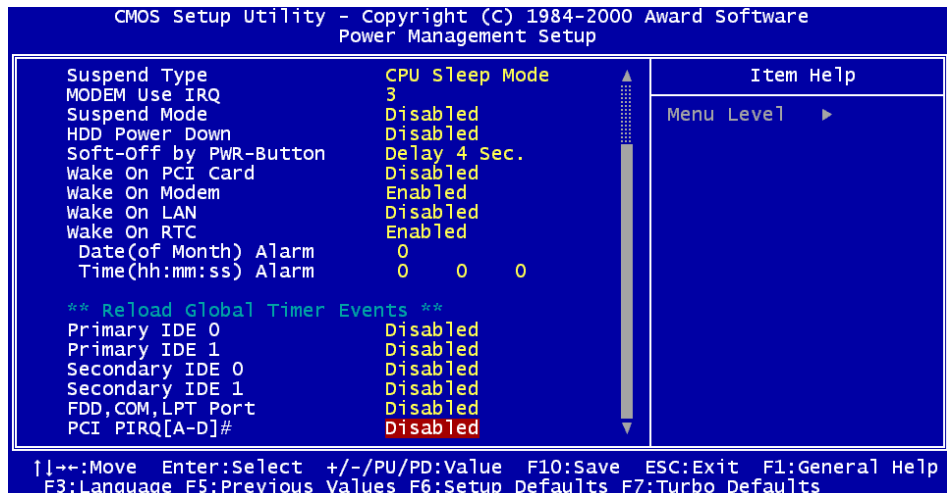 CMOS Setup Utility - Copyright (C) 1984-2000 Award Software
Power Management Setup
Suspend Type CPU Sleep Mode
MODEM Use IRQ 3
Suspend Mode Disabled
HDD Power Down Disabled
Soft-Off by PWR-Button Delay 4 Sec.
Wake On PCI Card Disabled
Wake On Modem Enabled
Wake On LAN Disabled
Wake On RTC Enabled
Date(of Month) Alarm 0
Time(hh:mm:ss) Alarm 0 0 0
** Reload Global Timer Events **
Primary IDE 0 Disabled
Primary IDE 1 Disabled
Secondary IDE 0 Disabled
Secondary IDE 1 Disabled
FDD,COM,LPT Port Disabled
PCI PIRQ[A-D]# Disabled
Item Help
Menu Level ▶
↑↓→←:Move Enter:Select +/-/PU/PD:Value F10:Save ESC:Exit F1:General Help
F3:Language F5:Previous Values F6:Setup Defaults F7:Turbo Defaults